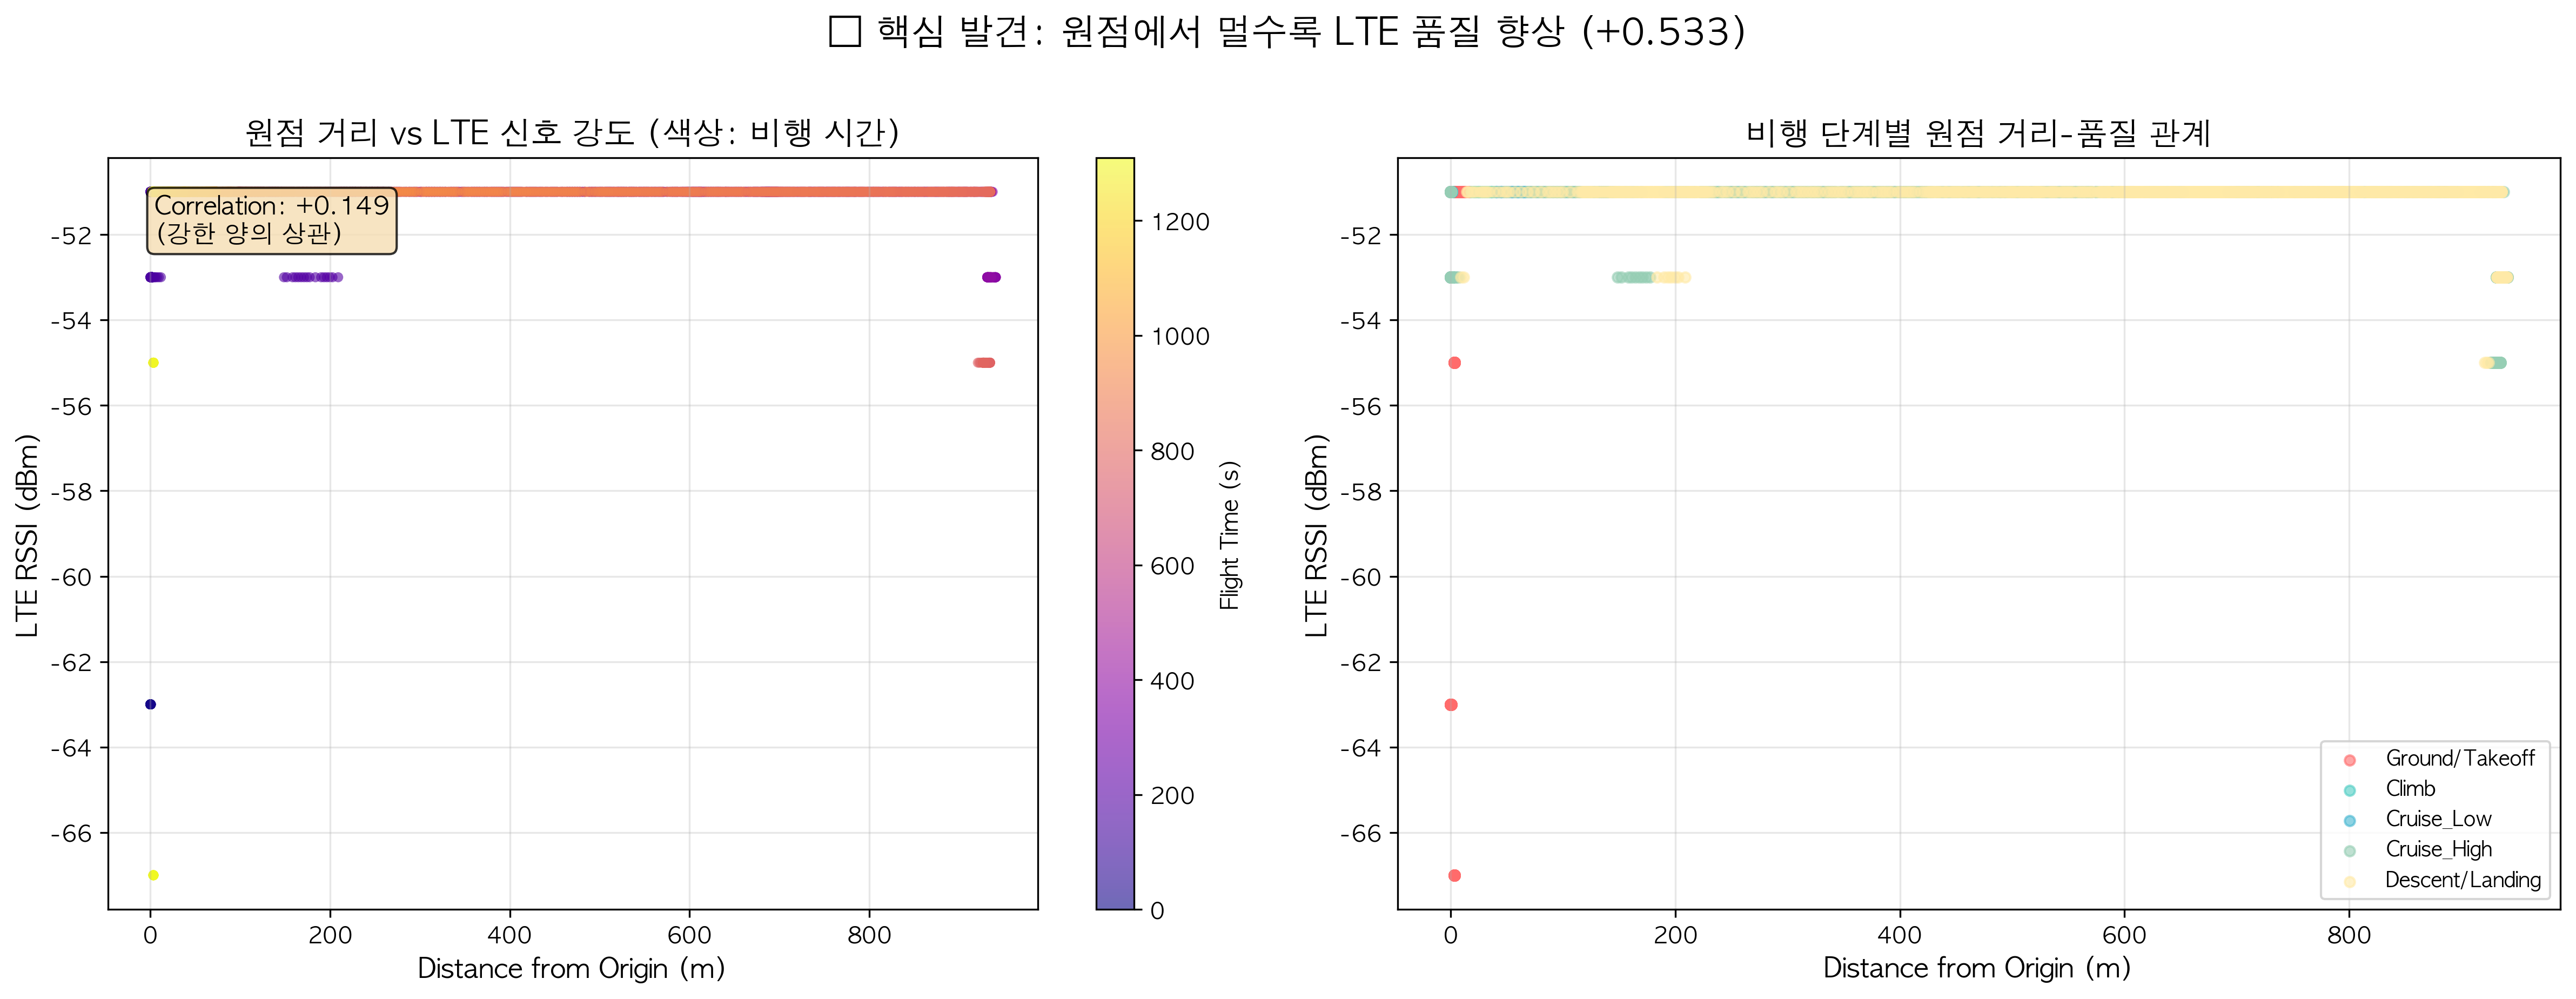 □ 핵심 발견: 원점에서 멀수록 LTE 품질 향상 (+0.533)
원점 거리 vs LTE 신호 강도 (색상: 비행 시간)
Correlation: +0.149
(강한 양의 상관)
-52
-54
-56
-58
-60
-62
-64
-66
LTE RSSI (dBm)
0
200
400
600
800
Distance from Origin (m)
1200
1000
800
600
400
200
0
Flight Time (s)
비행 단계별 원점 거리-품질 관계
-52
-54
-56
-58
-60
-62
-64
-66
LTE RSSI (dBm)
0
200
400
600
800
Distance from Origin (m)
Ground/Takeoff
Climb
Cruise_Low
Cruise_High
Descent/Landing